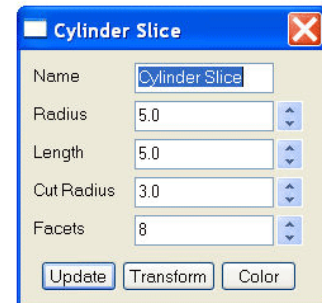 Cylinder Slice
Name Cylinder Slice
Radius 5.0
Length 5.0
Cut Radius 3.0
Facets 8
Update Transform Color